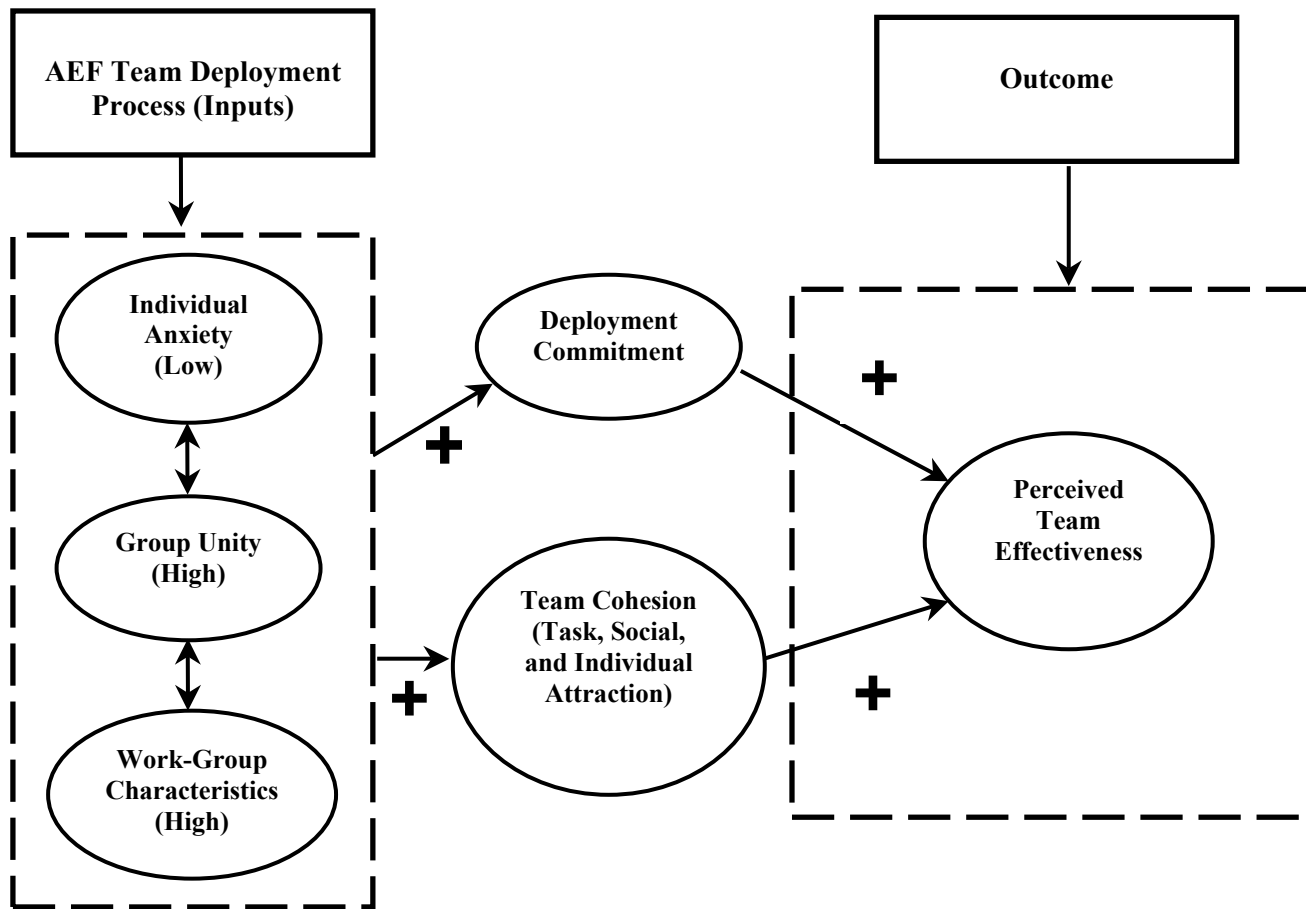 AEF Team Deployment
Process (Inputs)
Outcome
Individual
Anxiety
(Low)
Deployment
Commitment
+
+
Group Unity
(High)
Perceived
Team
Effectiveness
Team Cohesion
(Task, Social,
and Individual
Attraction)
+
+
Work-Group
Characteristics
(High)